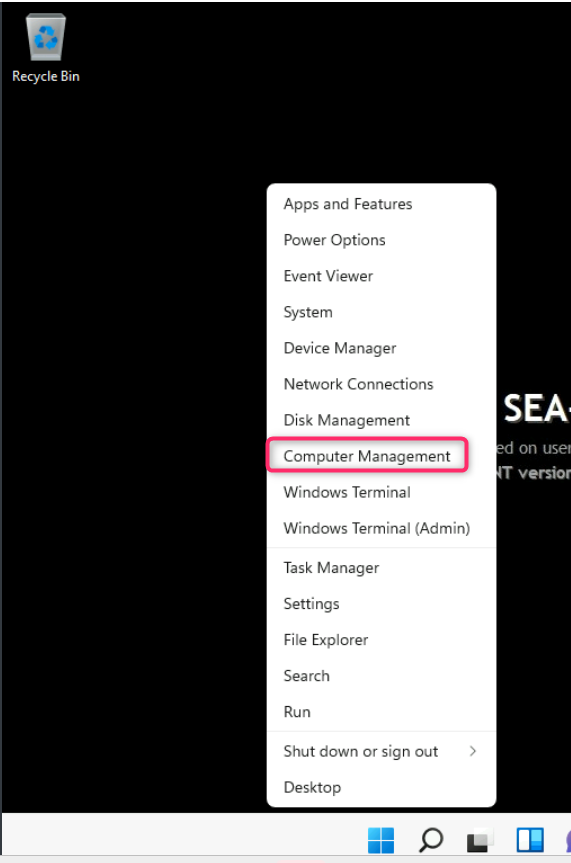 Recycle Bin
Apps and Features
Power Options
Event Viewer
System
Device Manager
Network Connections
Disk Management
SEA-
Computer Management
ed on user
Windows Terminal
NT version
Windows Terminal (Admin)
Task Manager
Settings
File Explorer
Search
Run
Shut down or sign out
Desktop